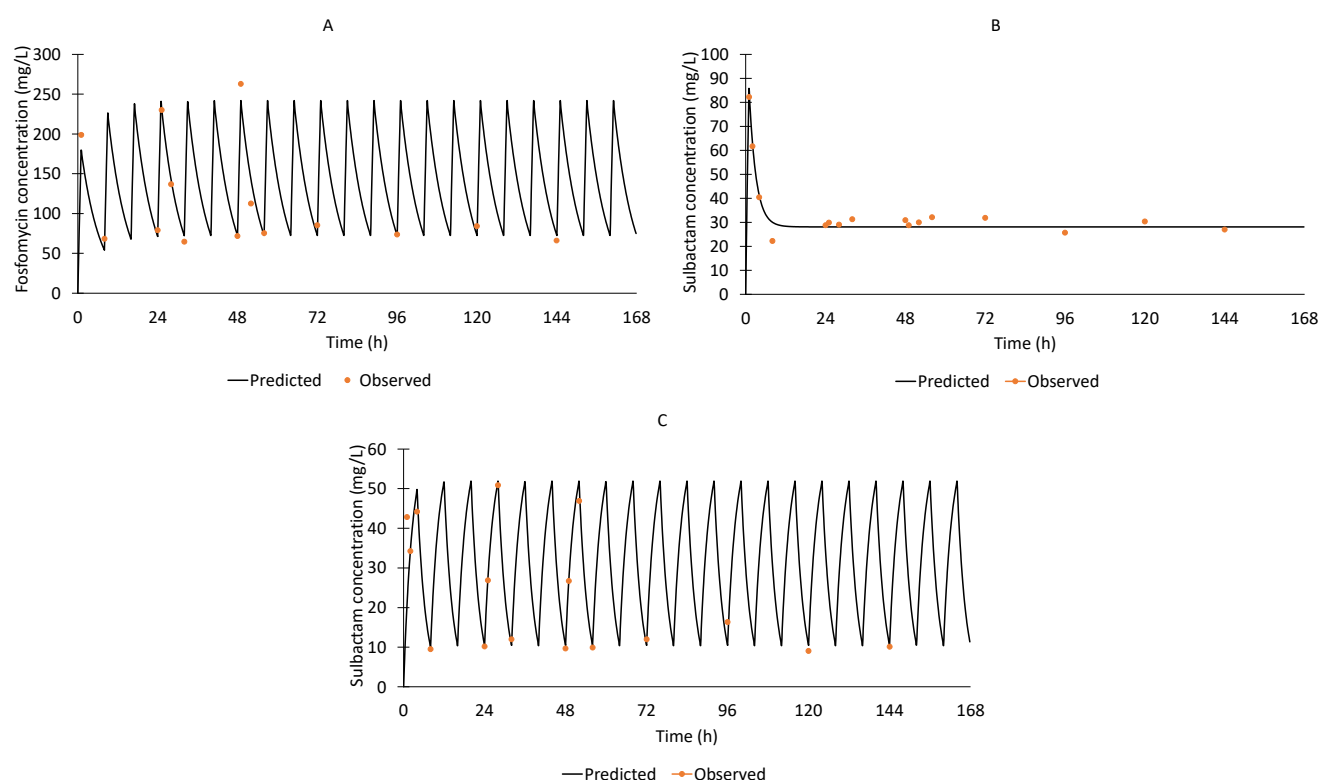 A
Fosfomycin concentration (mg/L)
300
250
200
150
100
50
0
0 24 48 72 96 120 144 168
Time (h)
Predicted Observed
B
Sulbactam concentration (mg/L)
100
90
80
70
60
50
40
30
20
10
0
0 24 48 72 96 120 144 168
Time (h)
Predicted Observed
C
Sulbactam concentration (mg/L)
60
50
40
30
20
10
0
0 24 48 72 96 120 144 168
Time (h)
Predicted Observed